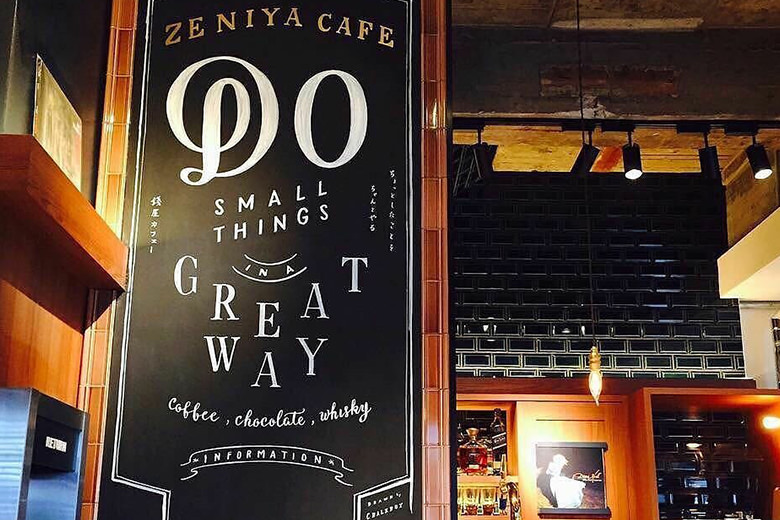 ZENIYA CAFE
DO
SMALL
THINGS
ちょっとしたことを
ちゃんとやる
銭屋カフェー
IN A
GREAT
WAY
coffee, chocolate, whisky
INFORMATION
RETURN
DRAWN by
CHALKBOY